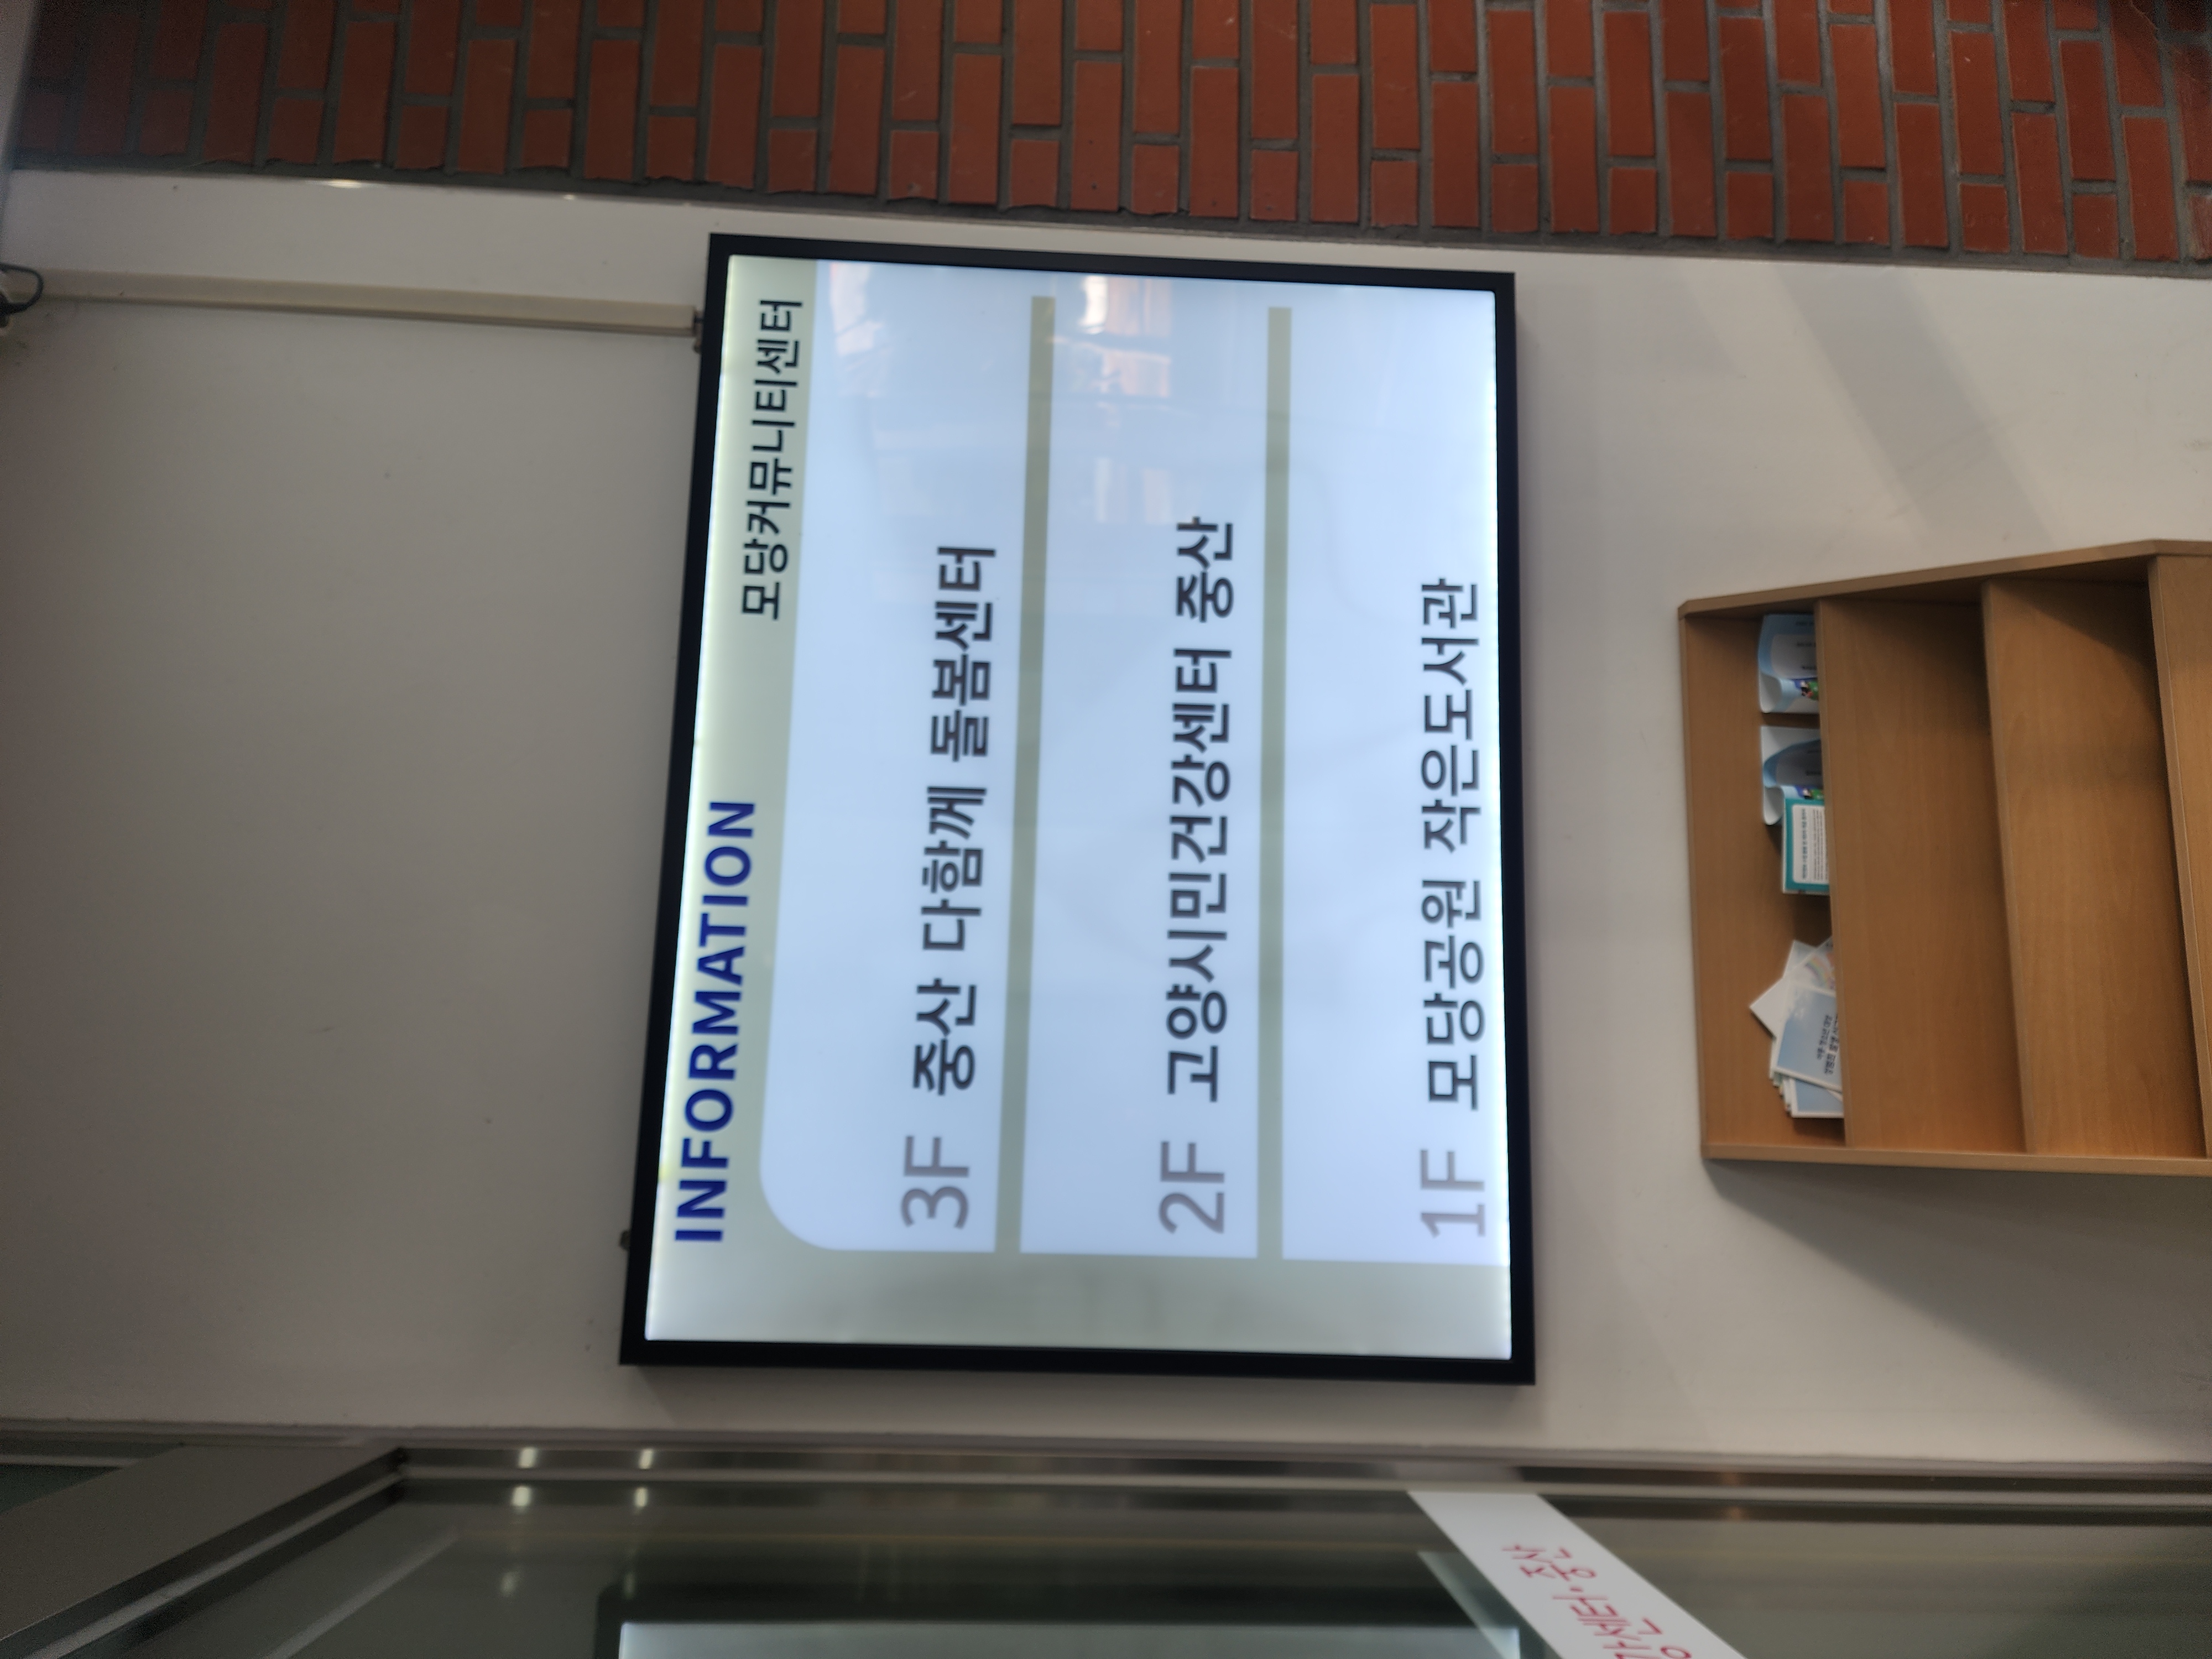 INFORMATION
모당커뮤니티센터
3F 중산 다함께 돌봄센터
2F 고양시민건강센터 중산
1F 모당공원 작은도서관